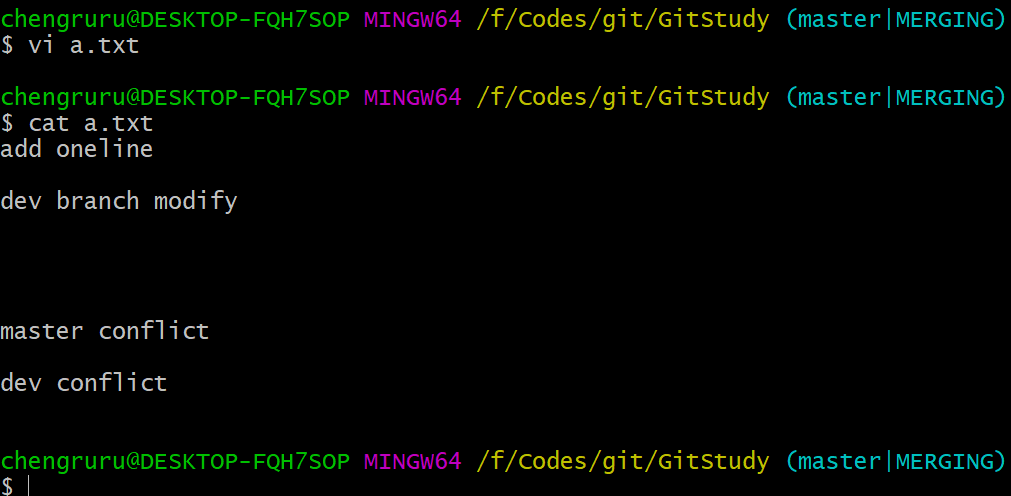 chengruru@DESKTOP-FQH7SOP MINGW64 /f/Codes/git/GitStudy (master|MERGING)
$ vi a.txt
chengruru@DESKTOP-FQH7SOP MINGW64 /f/Codes/git/GitStudy (master|MERGING)
$ cat a.txt
add oneline
dev branch modify
master conflict
dev conflict
chengruru@DESKTOP-FQH7SOP MINGW64 /f/Codes/git/GitStudy (master|MERGING)
$